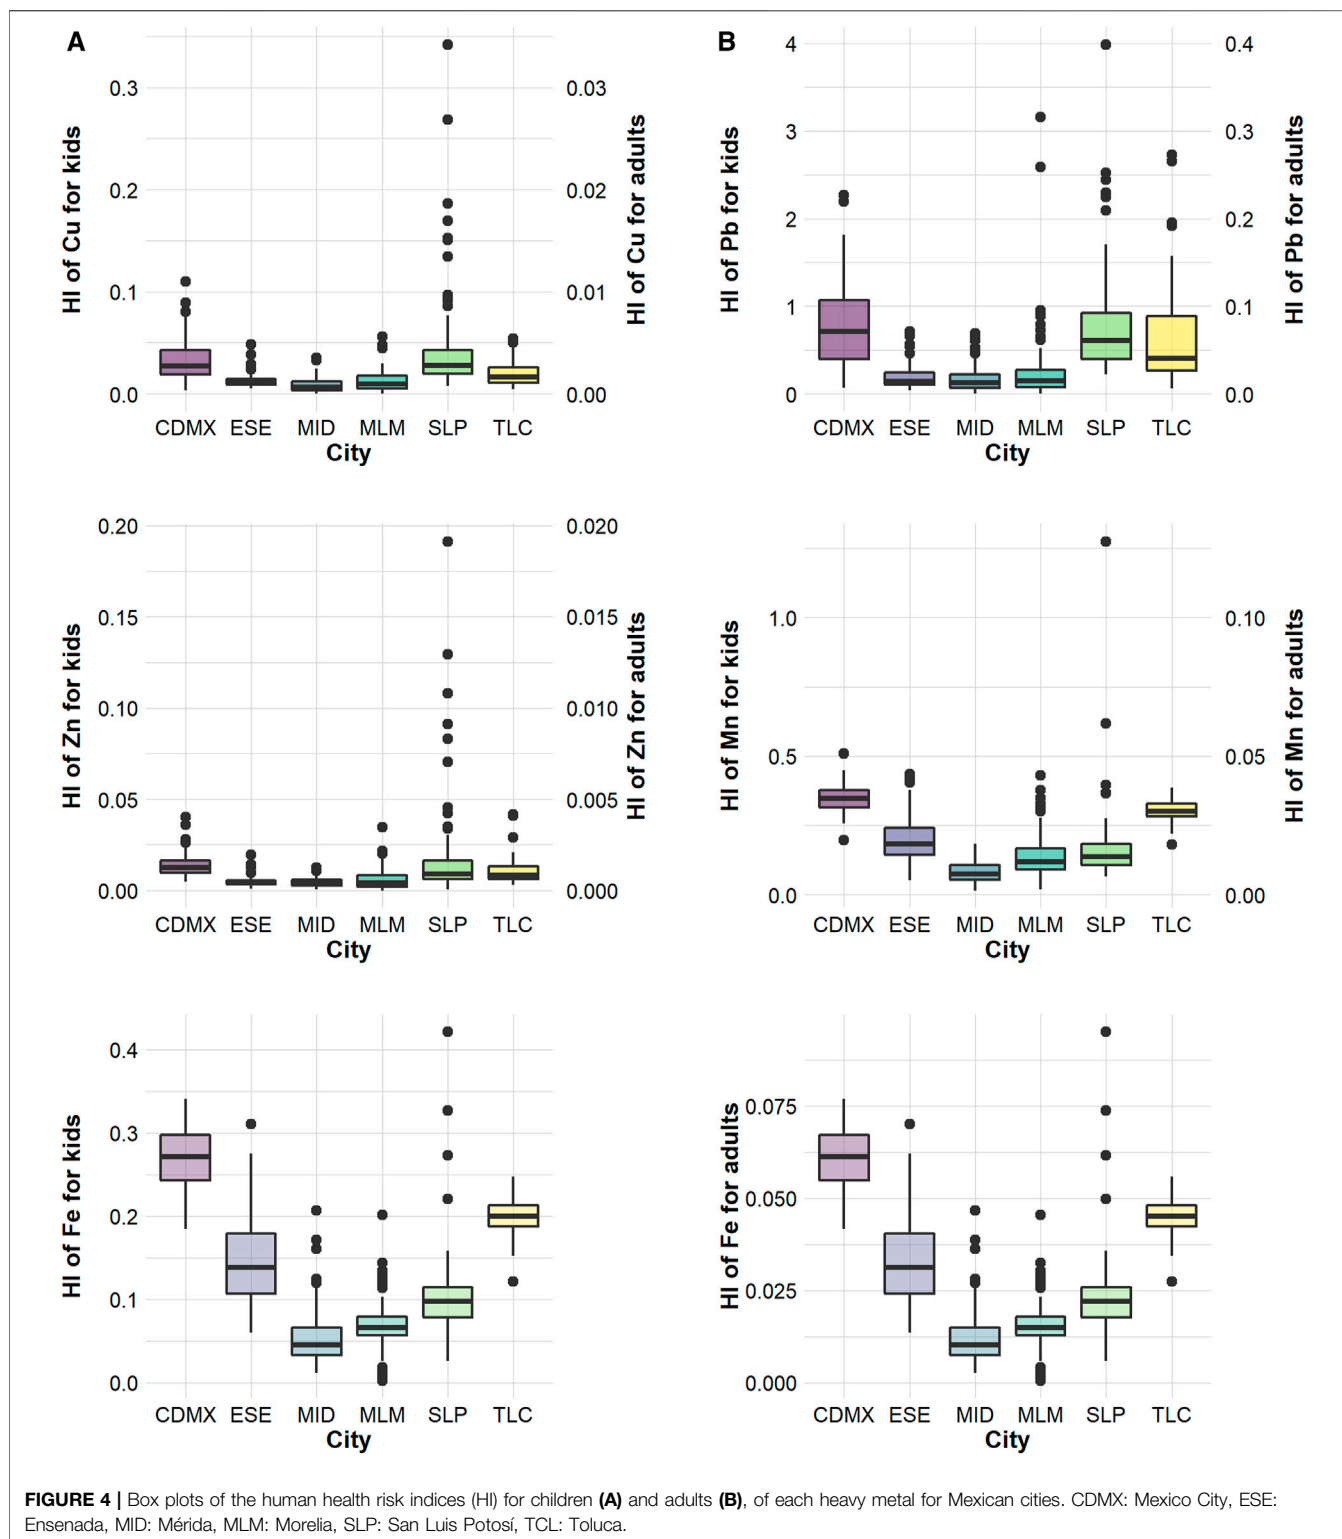 A
HI of Cu for kids
0.3
0.2
0.1
0.0
0.03
0.02
0.01
0.00
HI of Cu for adults
CDMX ESE MID MLM SLP TLC
City
B
HI of Pb for kids
4
3
2
1
0
0.4
0.3
0.2
0.1
0.0
HI of Pb for adults
CDMX ESE MID MLM SLP TLC
City
HI of Zn for kids
0.20
0.15
0.10
0.05
0.00
0.020
0.015
0.010
0.005
0.000
HI of Zn for adults
CDMX ESE MID MLM SLP TLC
City
HI of Mn for kids
1.0
0.5
0.0
0.10
0.05
0.00
HI of Mn for adults
CDMX ESE MID MLM SLP TLC
City
HI of Fe for kids
0.4
0.3
0.2
0.1
0.0
CDMX ESE MID MLM SLP TLC
City
HI of Fe for adults
0.075
0.050
0.025
0.000
CDMX ESE MID MLM SLP TLC
City
FIGURE 4 | Box plots of the human health risk indices (HI) for children (A) and adults (B), of each heavy metal for Mexican cities. CDMX: Mexico City, ESE:
Ensenada, MID: Mérida, MLM: Morelia, SLP: San Luis Potosí, TCL: Toluca.